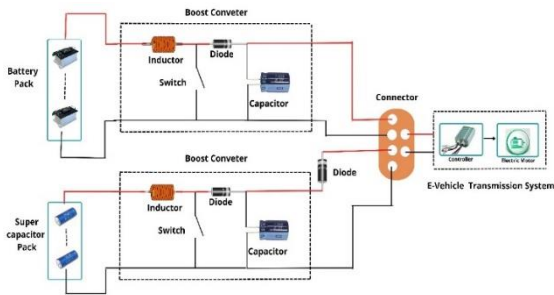 Boost Conveter
Battery
Pack
Inductor
Diode
Switch
Capacitor
Connector
Controller
Electric Motor
E-Vehicle Transmission System
Boost Conveter
Diode
Super
capacitor
Pack
Inductor
Diode
Switch
Capacitor